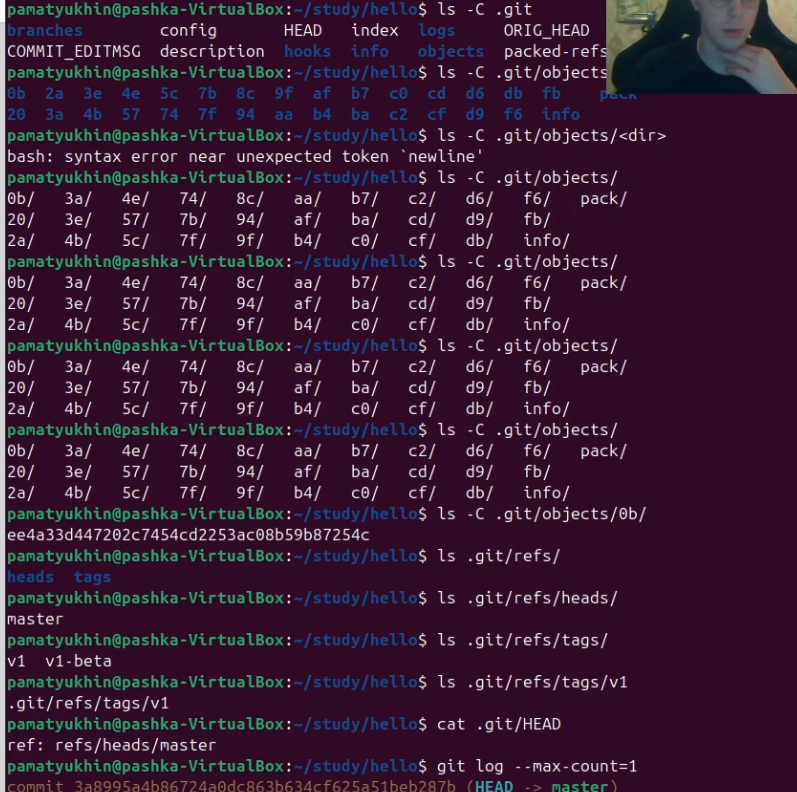 pamatyukhin@pashka-VirtualBox:~/study/hello$ ls -C .git
branches config HEAD index logs ORIG_HEAD
COMMIT_EDITMSG description hooks info objects packed-refs
pamatyukhin@pashka-VirtualBox:~/study/hello$ ls -C .git/objects
0b 2a 3e 4e 5c 7b 8c 9f af b7 c0 cd d6 db fb pack
20 3a 4b 57 74 7f 94 aa b4 ba c2 cf d9 f6 info
pamatyukhin@pashka-VirtualBox:~/study/hello$ ls -C .git/objects/<dir>
bash: syntax error near unexpected token `newline'
pamatyukhin@pashka-VirtualBox:~/study/hello$ ls -C .git/objects/
0b/ 3a/ 4e/ 74/ 8c/ aa/ b7/ c2/ d6/ f6/ pack/
20/ 3e/ 57/ 7b/ 94/ af/ ba/ cd/ d9/ fb/
2a/ 4b/ 5c/ 7f/ 9f/ b4/ c0/ cf/ db/ info/
pamatyukhin@pashka-VirtualBox:~/study/hello$ ls -C .git/objects/
0b/ 3a/ 4e/ 74/ 8c/ aa/ b7/ c2/ d6/ f6/ pack/
20/ 3e/ 57/ 7b/ 94/ af/ ba/ cd/ d9/ fb/
2a/ 4b/ 5c/ 7f/ 9f/ b4/ c0/ cf/ db/ info/
pamatyukhin@pashka-VirtualBox:~/study/hello$ ls -C .git/objects/
0b/ 3a/ 4e/ 74/ 8c/ aa/ b7/ c2/ d6/ f6/ pack/
20/ 3e/ 57/ 7b/ 94/ af/ ba/ cd/ d9/ fb/
2a/ 4b/ 5c/ 7f/ 9f/ b4/ c0/ cf/ db/ info/
pamatyukhin@pashka-VirtualBox:~/study/hello$ ls -C .git/objects/
0b/ 3a/ 4e/ 74/ 8c/ aa/ b7/ c2/ d6/ f6/ pack/
20/ 3e/ 57/ 7b/ 94/ af/ ba/ cd/ d9/ fb/
2a/ 4b/ 5c/ 7f/ 9f/ b4/ c0/ cf/ db/ info/
pamatyukhin@pashka-VirtualBox:~/study/hello$ ls -C .git/objects/0b/
ee4a33d447202c7454cd2253ac08b59b87254c
pamatyukhin@pashka-VirtualBox:~/study/hello$ ls .git/refs/
heads tags
pamatyukhin@pashka-VirtualBox:~/study/hello$ ls .git/refs/heads/
master
pamatyukhin@pashka-VirtualBox:~/study/hello$ ls .git/refs/tags/
v1 v1-beta
pamatyukhin@pashka-VirtualBox:~/study/hello$ ls .git/refs/tags/v1
.git/refs/tags/v1
pamatyukhin@pashka-VirtualBox:~/study/hello$ cat .git/HEAD
ref: refs/heads/master
pamatyukhin@pashka-VirtualBox:~/study/hello$ git log --max-count=1
commit 3a8995a4b86724a0dc863b634cf625a51beb287b (HEAD -> master)